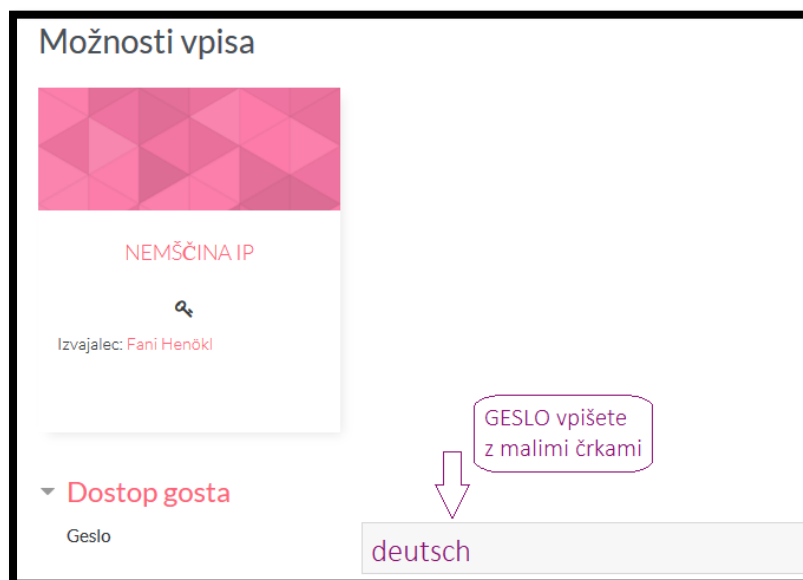 Možnosti vpisa
NEMŠČINA IP
Izvajalec: Fani Henökl
GESLO vpišete
z malimi črkami
Dostop gosta
Geslo
deutsch